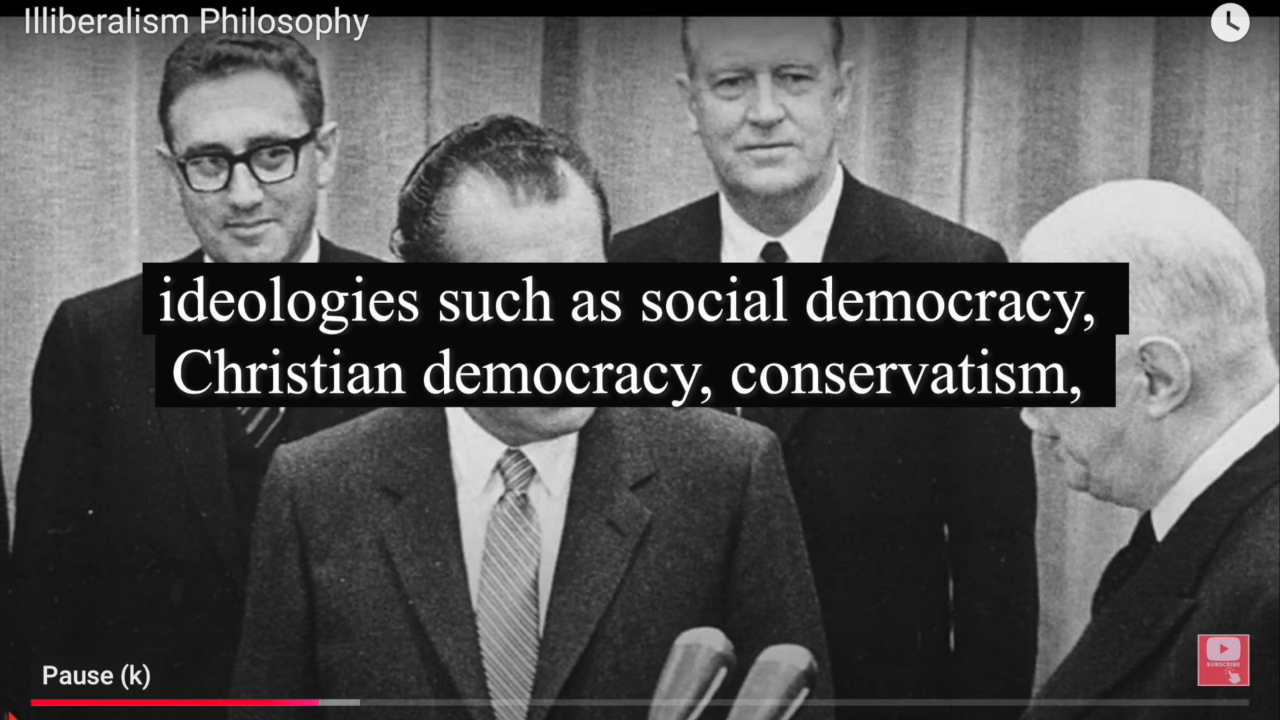 Illiberalism Philosophy
ideologies such as social democracy,
Christian democracy, conservatism,
Pause (k)
SUBSCRIBE